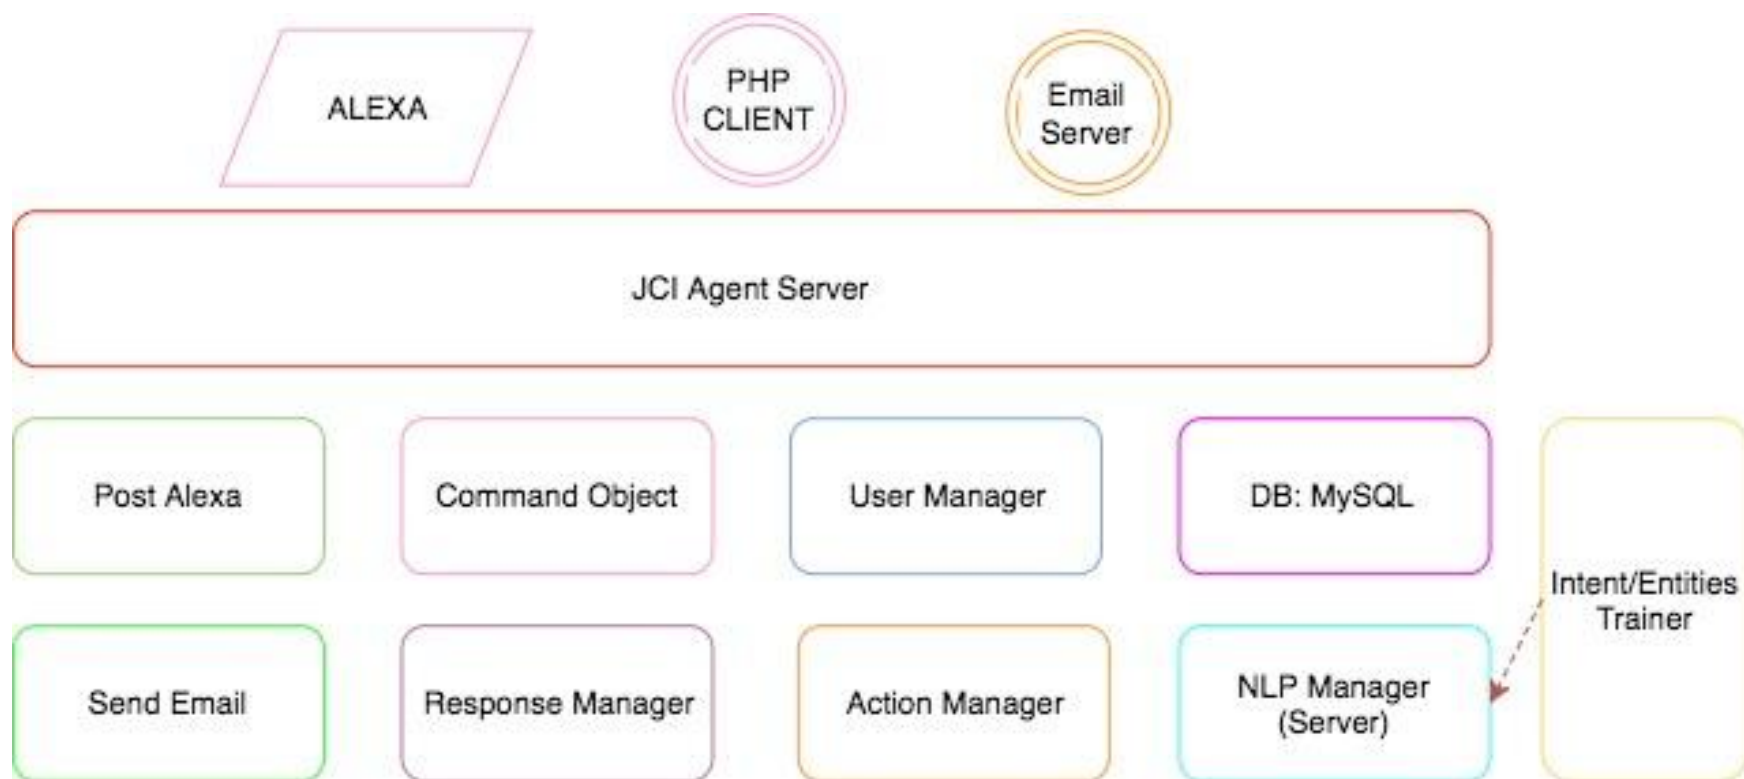 ALEXA
PHP
CLIENT
Email
Server
JCI Agent Server
Post Alexa
Command Object
User Manager
DB: MySQL
Intent/Entities
Trainer
Send Email
Response Manager
Action Manager
NLP Manager
(Server)